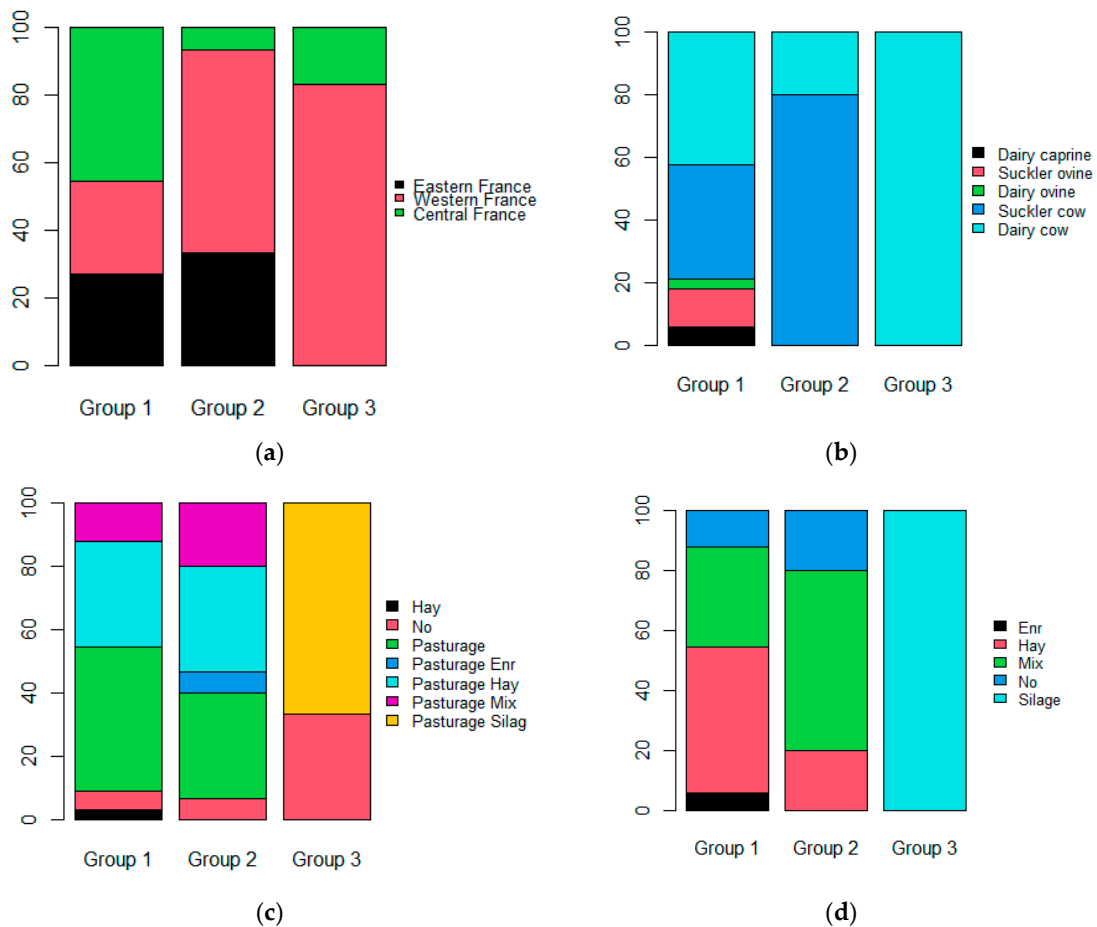 0 20 40 60 80 100
Eastern France
Western France
Central France
Group 1 Group 2 Group 3
(a)
0 20 40 60 80 100
Dairy caprine
Suckler ovine
Dairy ovine
Suckler cow
Dairy cow
Group 1 Group 2 Group 3
(b)
0 20 40 60 80 100
Hay
No
Pasturage
Pasturage Enr
Pasturage Hay
Pasturage Mix
Pasturage Silag
Group 1 Group 2 Group 3
(c)
0 20 40 60 80 100
Enr
Hay
Mix
No
Silage
Group 1 Group 2 Group 3
(d)